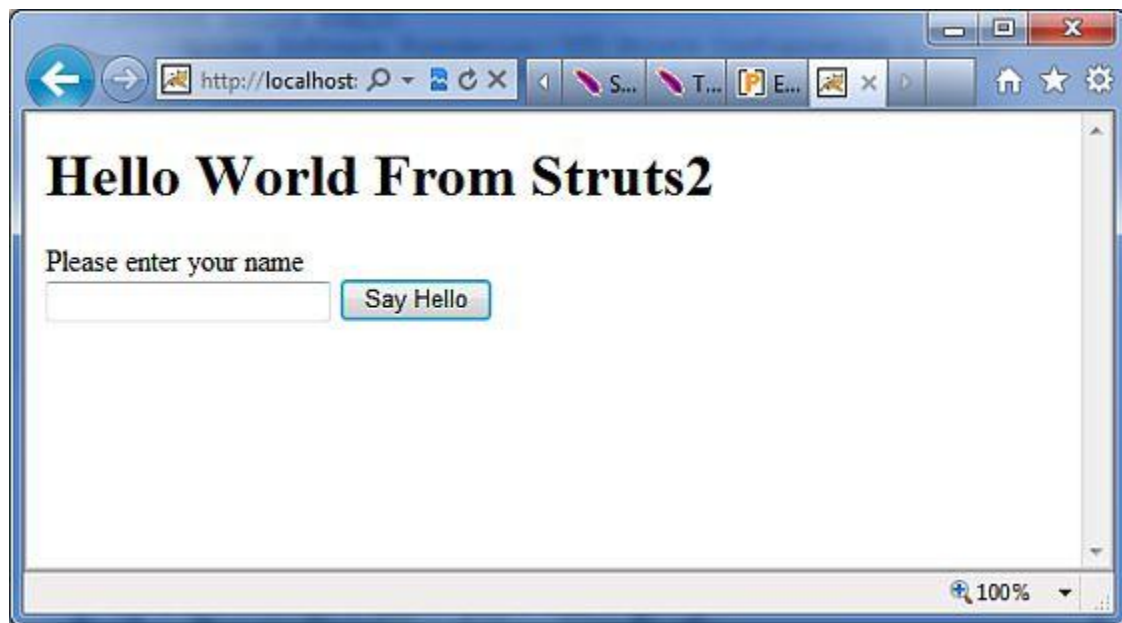 http://localhost:
S...
T...
E...
Hello World From Struts2
Please enter your name
Say Hello
100%